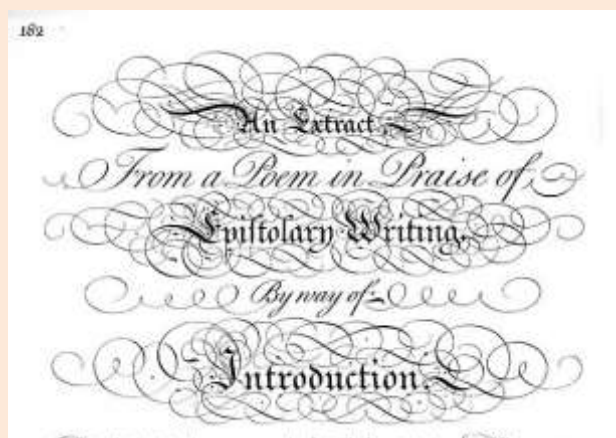 182
An Extract,
From a Poem in Praise of
Epistolary Writing,
By way of
Introduction.